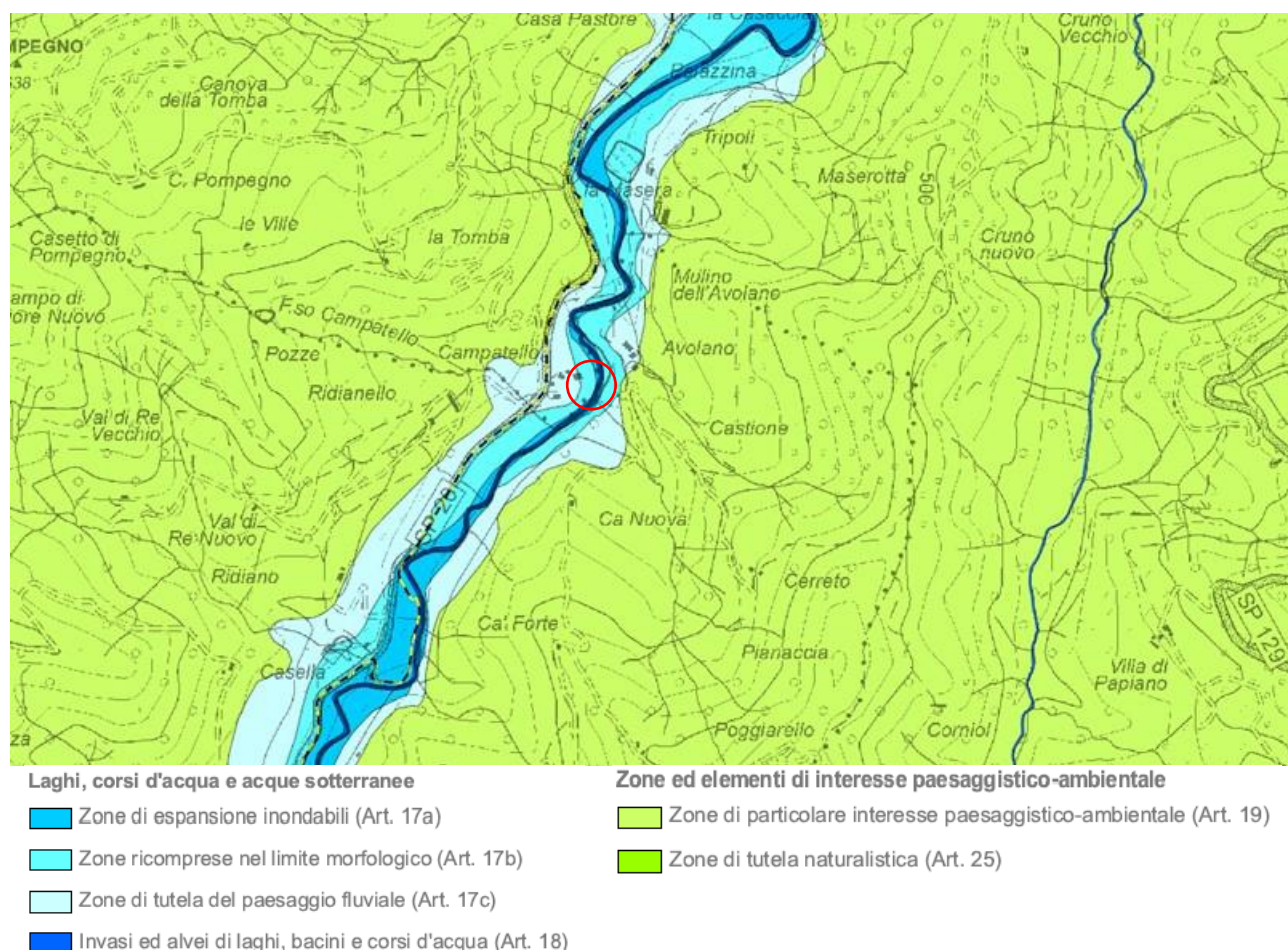 Casa Pastore
la Casaccia
Cruno
Vecchio
MPEGNO
638
Canova
della Tomba
Palazzina
Tripoli
C. Pompegno
la Masera
Maserotta
500
le Ville
la Tomba
Casetto di
Pompegno
Cruno
nuovo
Mulino
dell'Avolano
ampo di
ore Nuovo
F.so Campatello
Pozze
Campatello
Avolano
Ridianello
Val di Re
Vecchio
Castione
SP 26
Ca Nuova
Val di
Re Nuovo
Ridiano
Cerreto
SP 129
Ca' Forte
Pianaccia
Casella
Villa di
Papiano
Poggiarello
Corniol
za
Laghi, corsi d'acqua e acque sotterranee
Zone di espansione inondabili (Art. 17a)
Zone ricomprese nel limite morfologico (Art. 17b)
Zone di tutela del paesaggio fluviale (Art. 17c)
Invasi ed alvei di laghi, bacini e corsi d'acqua (Art. 18)
Zone ed elementi di interesse paesaggistico-ambientale
Zone di particolare interesse paesaggistico-ambientale (Art. 19)
Zone di tutela naturalistica (Art. 25)